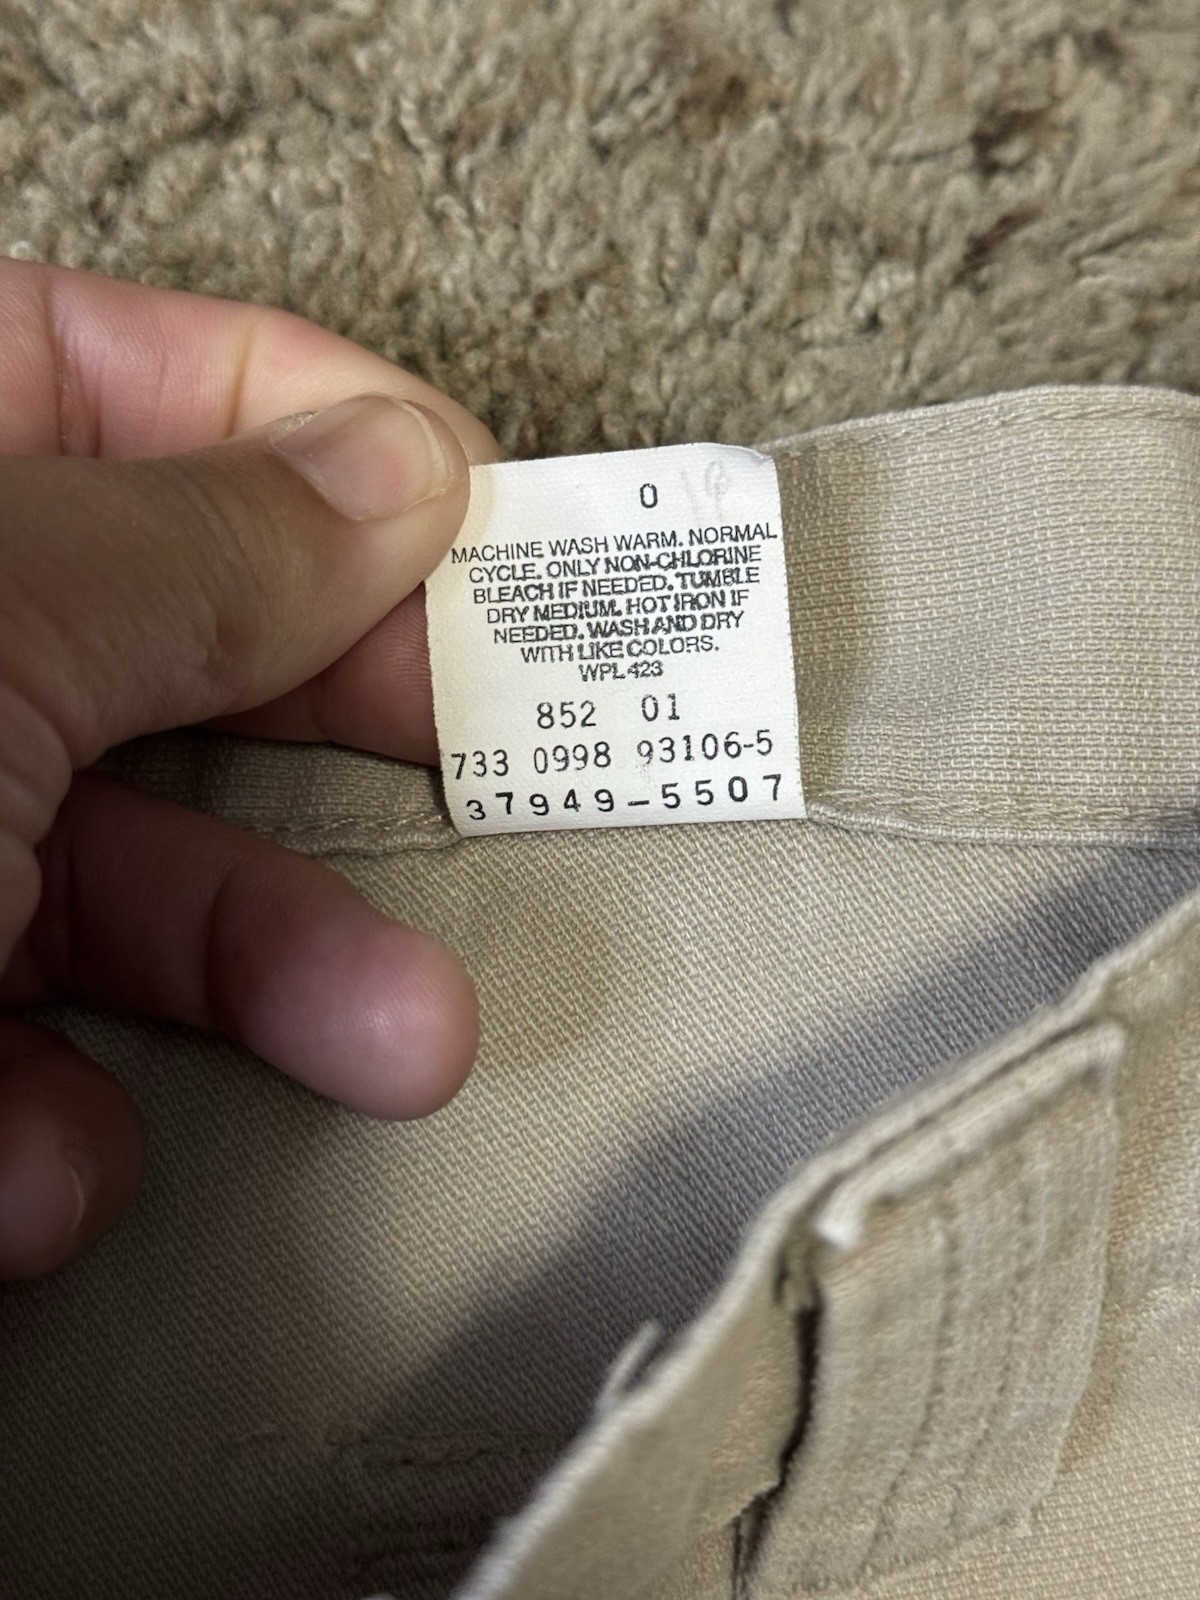 0
MACHINE WASH WARM. NORMAL
CYCLE. ONLY NON-CHLORINE
BLEACH IF NEEDED. TUMBLE
DRY MEDIUM. HOT IRON IF
NEEDED. WASH AND DRY
WITH LIKE COLORS.
WPL 423
852 01
733 0998 93106-5
37949-5507